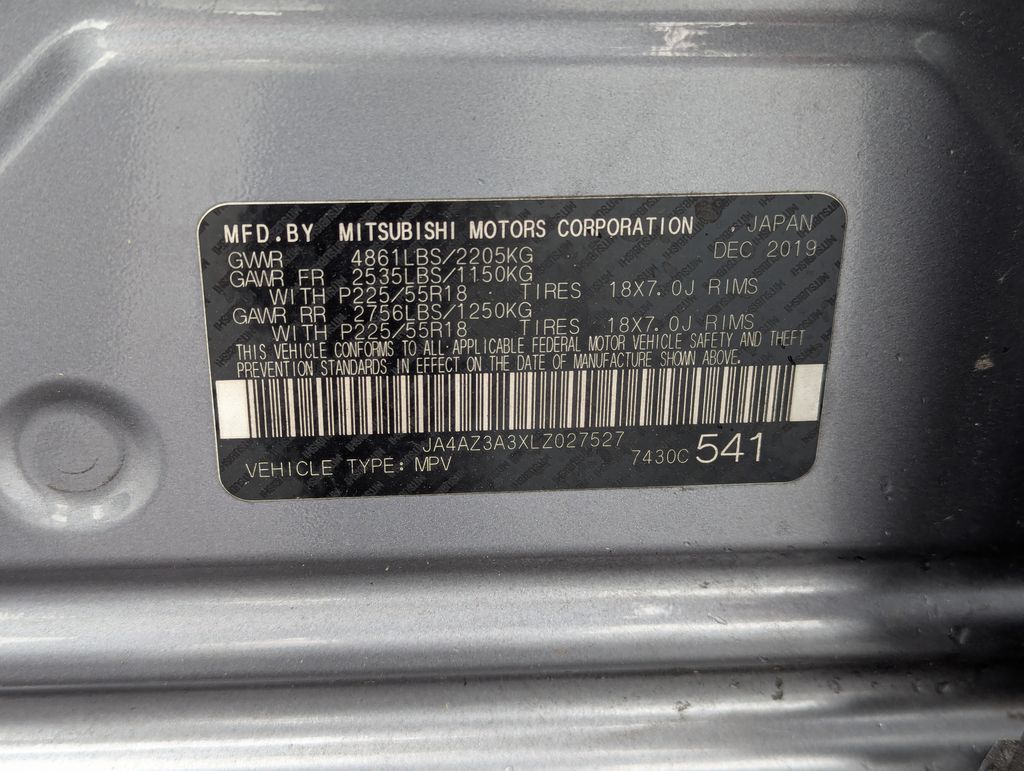 MFD.BY MITSUBISHI MOTORS CORPORATION , JAPAN
GVWR 4861LBS/2205KG DEC 2019
GAWR FR 2535LBS/1150KG
WITH P225/55R18 TIRES 18X7.0J RIMS
GAWR RR 2756LBS/1250KG
WITH P225/55R18 TIRES 18X7.0J RIMS
THIS VEHICLE CONFORMS TO ALL APPLICABLE FEDERAL MOTOR VEHICLE SAFETY AND THEFT
PREVENTION STANDARDS IN EFFECT ON THE DATE OF MANUFACTURE SHOWN ABOVE.
JA4AZ3A3XLZ027527
VEHICLE TYPE: MPV 7430C 541